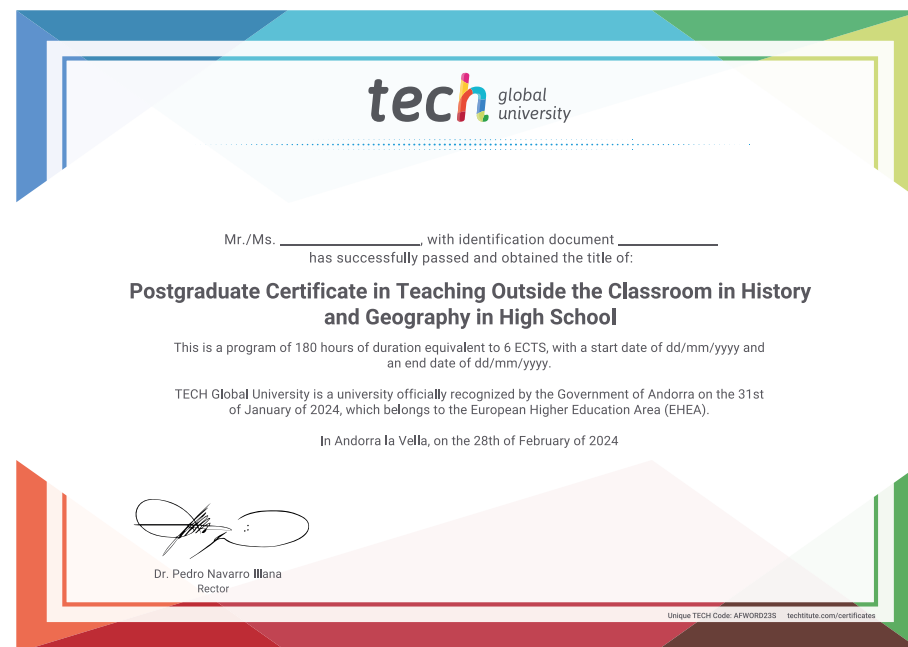 tech global university
Mr./Ms. ____________, with identification document ____________
has successfully passed and obtained the title of:
Postgraduate Certificate in Teaching Outside the Classroom in History
and Geography in High School
This is a program of 180 hours of duration equivalent to 6 ECTS, with a start date of dd/mm/yyyy and
an end date of dd/mm/yyyy.
TECH Global University is a university officially recognized by the Government of Andorra on the 31st
of January of 2024, which belongs to the European Higher Education Area (EHEA).
In Andorra la Vella, on the 28th of February of 2024
Dr. Pedro Navarro Illana
Rector
Unique TECH Code: AFWORD23S techtitute.com/certificates